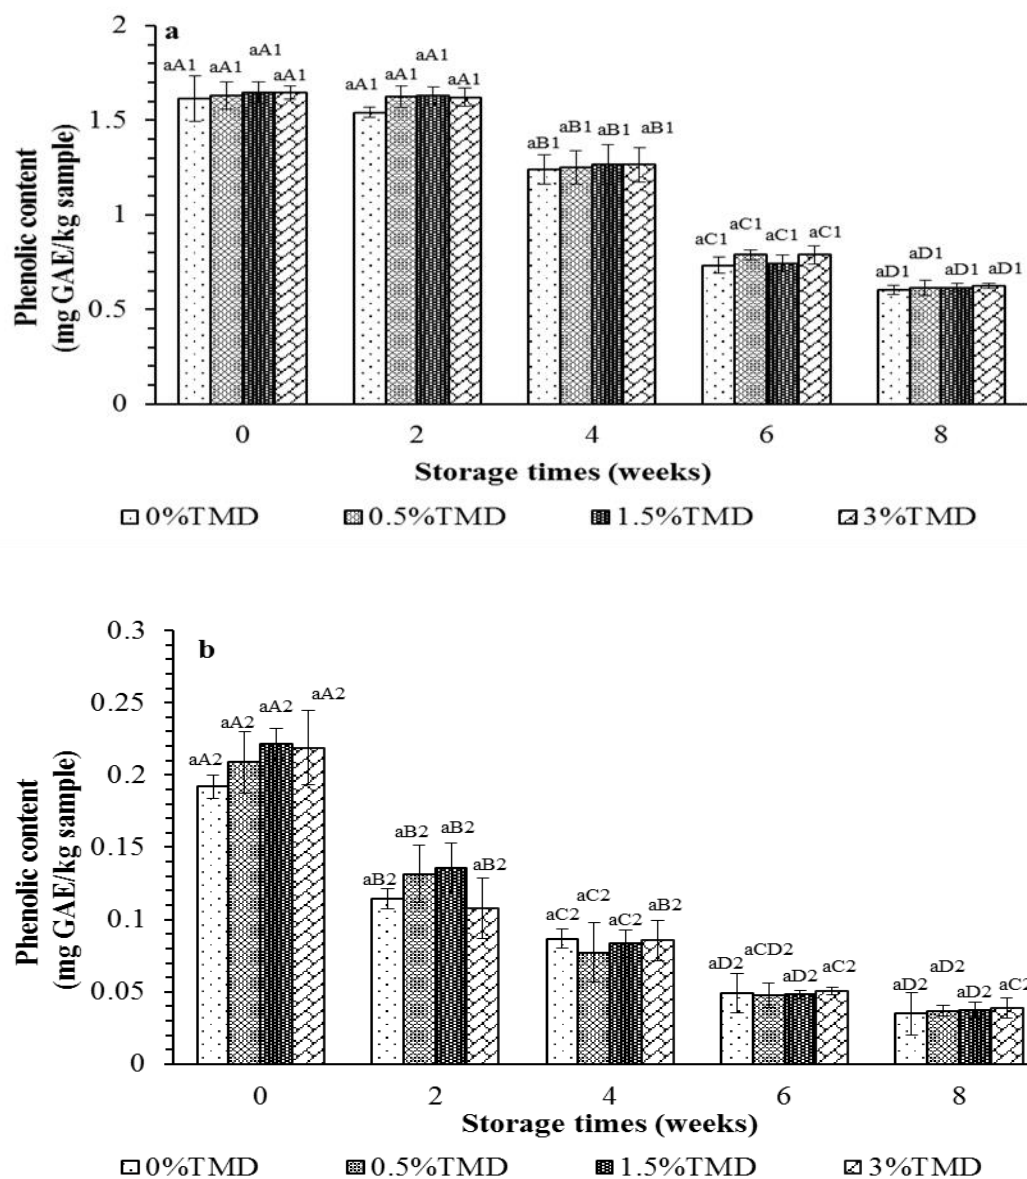 2
a
aA1 aA1 aA1 aA1
aA1 aA1 aA1 aA1
aB1 aB1 aB1 aB1
aC1 aC1 aC1 aC1
aD1 aD1 aD1 aD1
1.5
1
0.5
0
Phenolic content
(mg GAE/kg sample)
0 2 4 6 8
Storage times (weeks)
0%TMD 0.5%TMD 1.5%TMD 3%TMD
0.3
b
aA2 aA2 aA2 aA2
aB2 aB2 aB2 aB2
aC2 aC2 aC2 aB2
aD2 aCD2 aD2 aC2
aD2 aD2 aD2 aC2
0.25
0.2
0.15
0.1
0.05
0
Phenolic content
(mg GAE/kg sample)
0 2 4 6 8
Storage times (weeks)
0%TMD 0.5%TMD 1.5%TMD 3%TMD